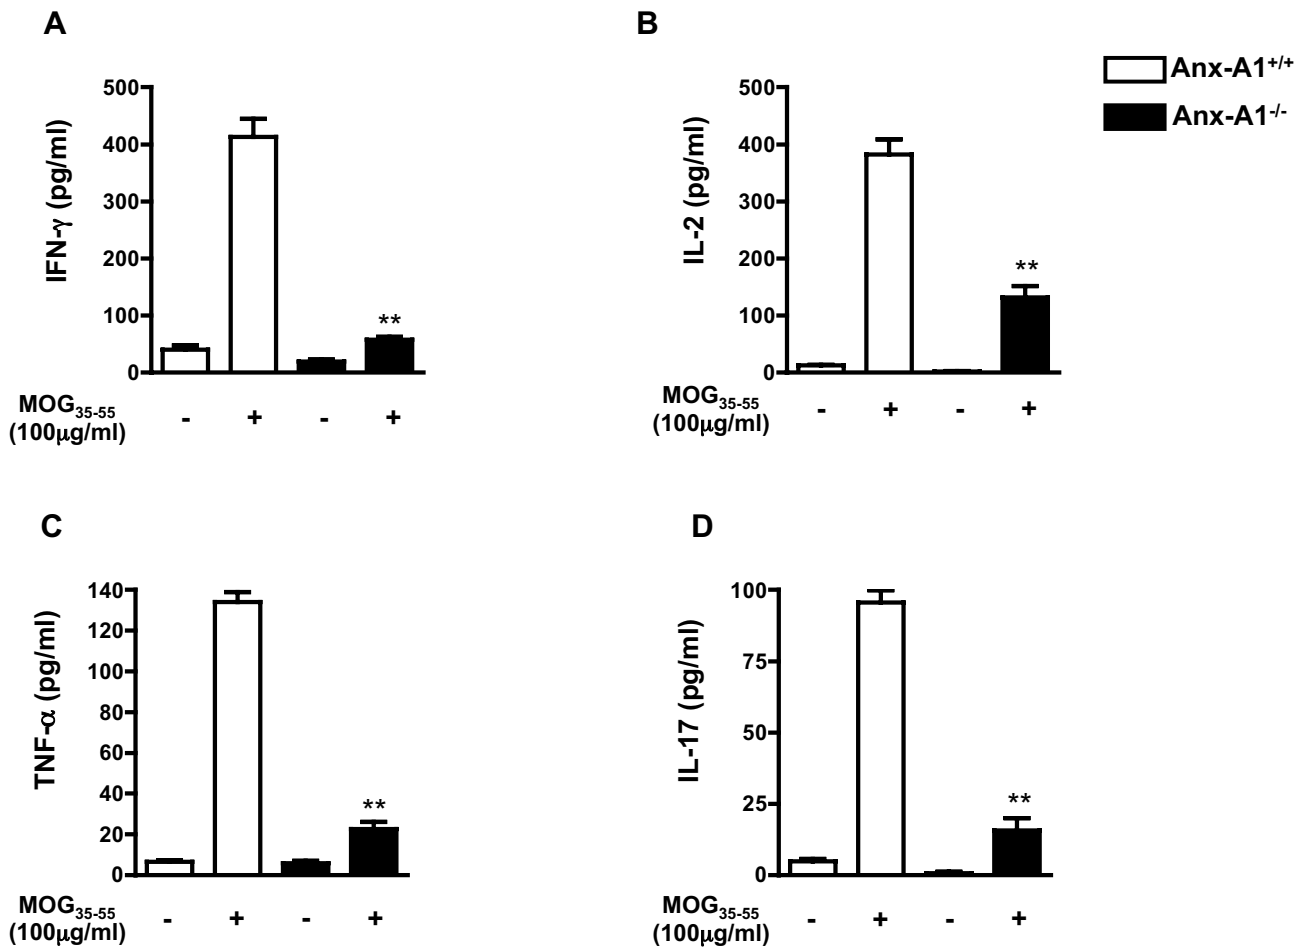 A
B
Anx-A1+/+
Anx-A1-/-
500
400
300
200
100
0
IFN-γ (pg/ml)
**
MOG35-55
(100µg/ml)
- + - +
500
400
300
200
100
0
IL-2 (pg/ml)
**
MOG35-55
(100µg/ml)
- + - +
C
D
140
120
100
80
60
40
20
0
TNF-α (pg/ml)
**
MOG35-55
(100µg/ml)
- + - +
100
75
50
25
0
IL-17 (pg/ml)
**
MOG35-55
(100µg/ml)
- + - +